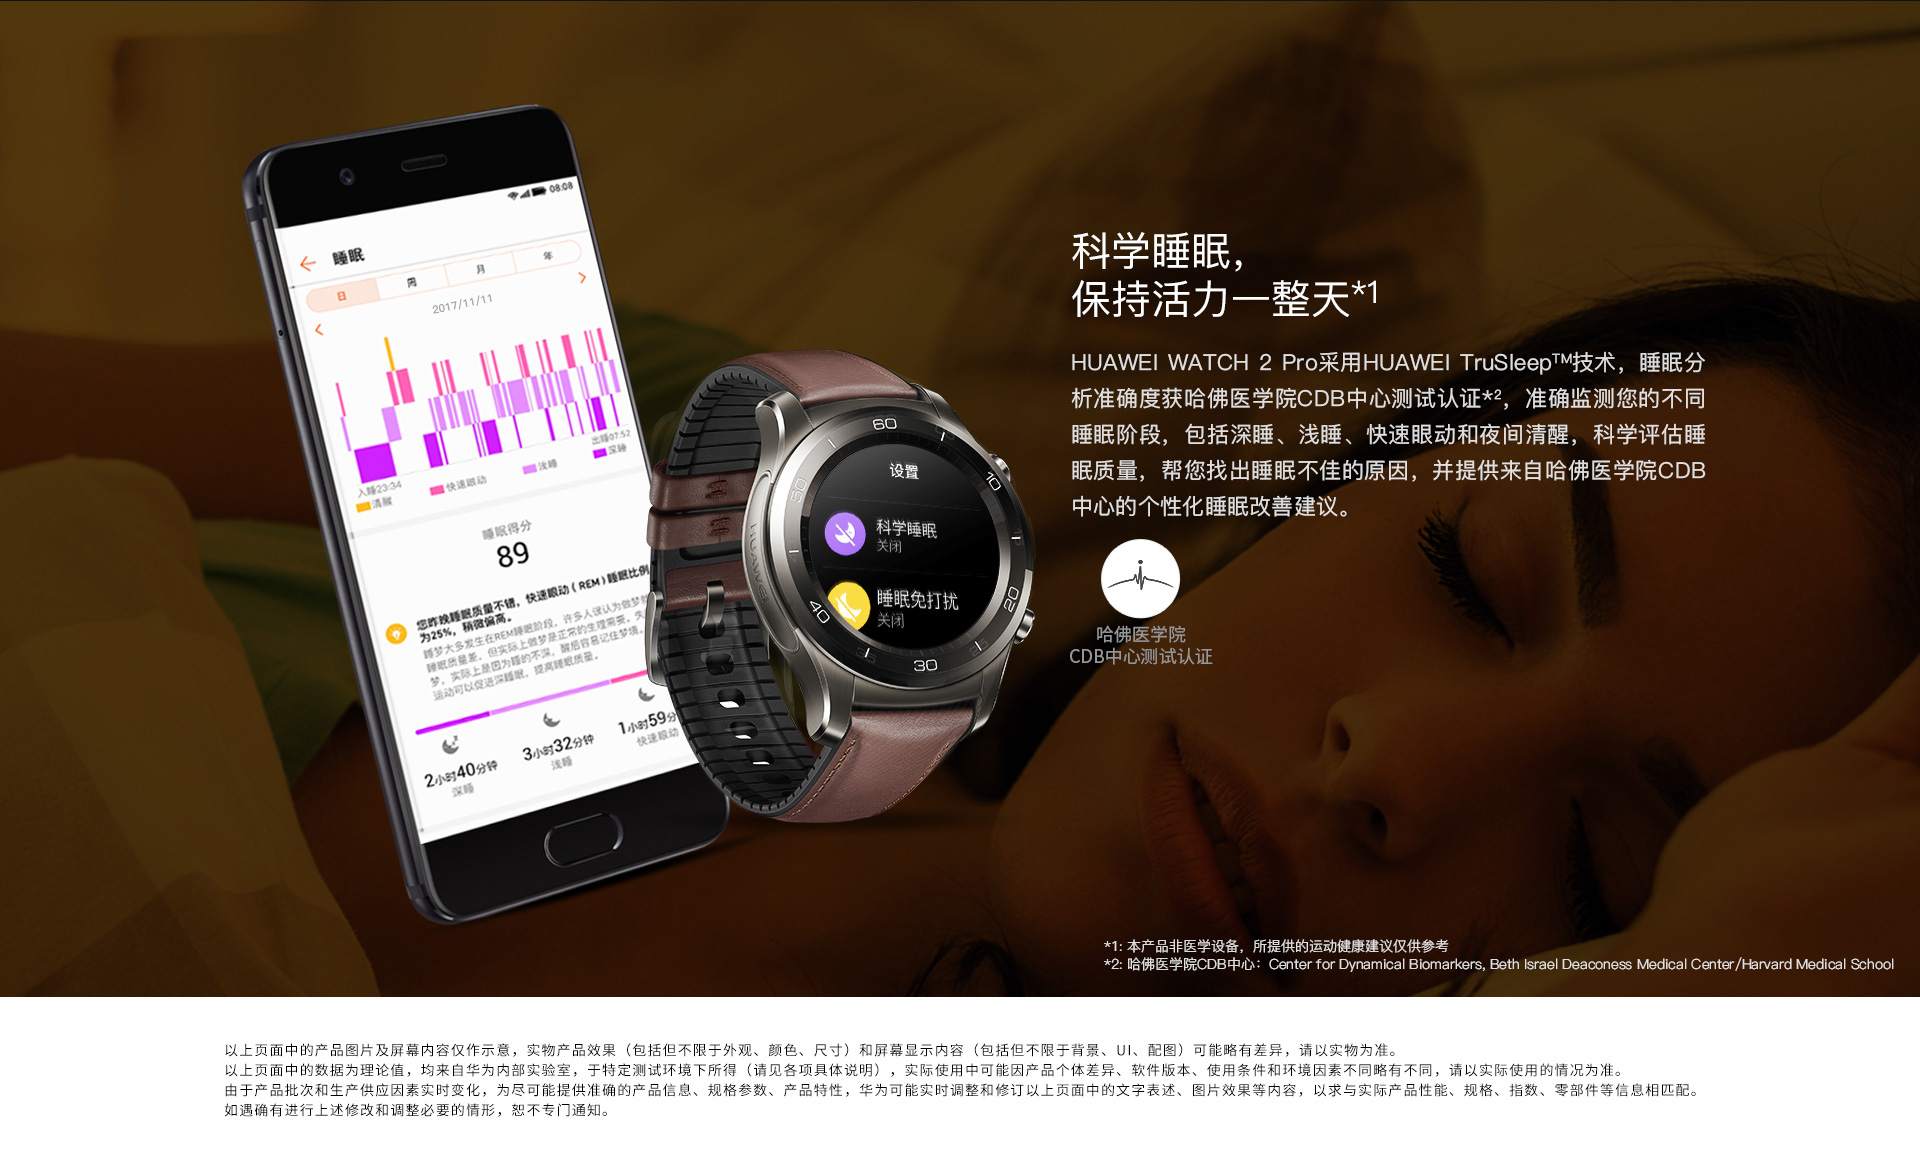 08:08
睡眠
日 周 月 年
2017/11/11
入睡23:34
出睡07:52
清醒 快速眼动 浅睡 深睡
睡眠得分
89
您昨晚睡眠质量不错，快速眼动（REM）睡眠比例
为25%，稍微偏高。
睡眠质量差，但实际上做梦是正常的生理需要。失
梦，实际上是因为睡的不深，醒后容易记住梦境。
运动可以促进深睡眠，提高睡眠质量。
2小时40分钟
深睡
3小时32分钟
浅睡
1小时59分
快速眼动
HUAWEI
60
10
20
30
40
50
设置
科学睡眠
关闭
睡眠免打扰
关闭
科学睡眠，
保持活力一整天*1
HUAWEI WATCH 2 Pro采用HUAWEI TruSleep™技术，睡眠分
析准确度获哈佛医学院CDB中心测试认证*2，准确监测您的不同
睡眠阶段，包括深睡、浅睡、快速眼动和夜间清醒，科学评估睡
眠质量，帮您找出睡眠不佳的原因，并提供来自哈佛医学院CDB
中心的个性化睡眠改善建议。
哈佛医学院
CDB中心测试认证
*1: 本产品非医学设备，所提供的运动健康建议仅供参考
*2: 哈佛医学院CDB中心：Center for Dynamical Biomarkers, Beth Israel Deaconess Medical Center/Harvard Medical School
以上页面中的产品图片及屏幕内容仅作示意，实物产品效果（包括但不限于外观、颜色、尺寸）和屏幕显示内容（包括但不限于背景、UI、配图）可能略有差异，请以实物为准。
以上页面中的数据为理论值，均来自华为内部实验室，于特定测试环境下所得（请见各项具体说明），实际使用中可能因产品个体差异、软件版本、使用条件和环境因素不同略有不同，请以实际使用的情况为准。
由于产品批次和生产供应因素实时变化，为尽可能提供准确的产品信息、规格参数、产品特性，华为可能实时调整和修订以上页面中的文字表述、图片效果等内容，以求与实际产品性能、规格、指数、零部件等信息相匹配。
如遇确有进行上述修改和调整必要的情形，恕不专门通知。